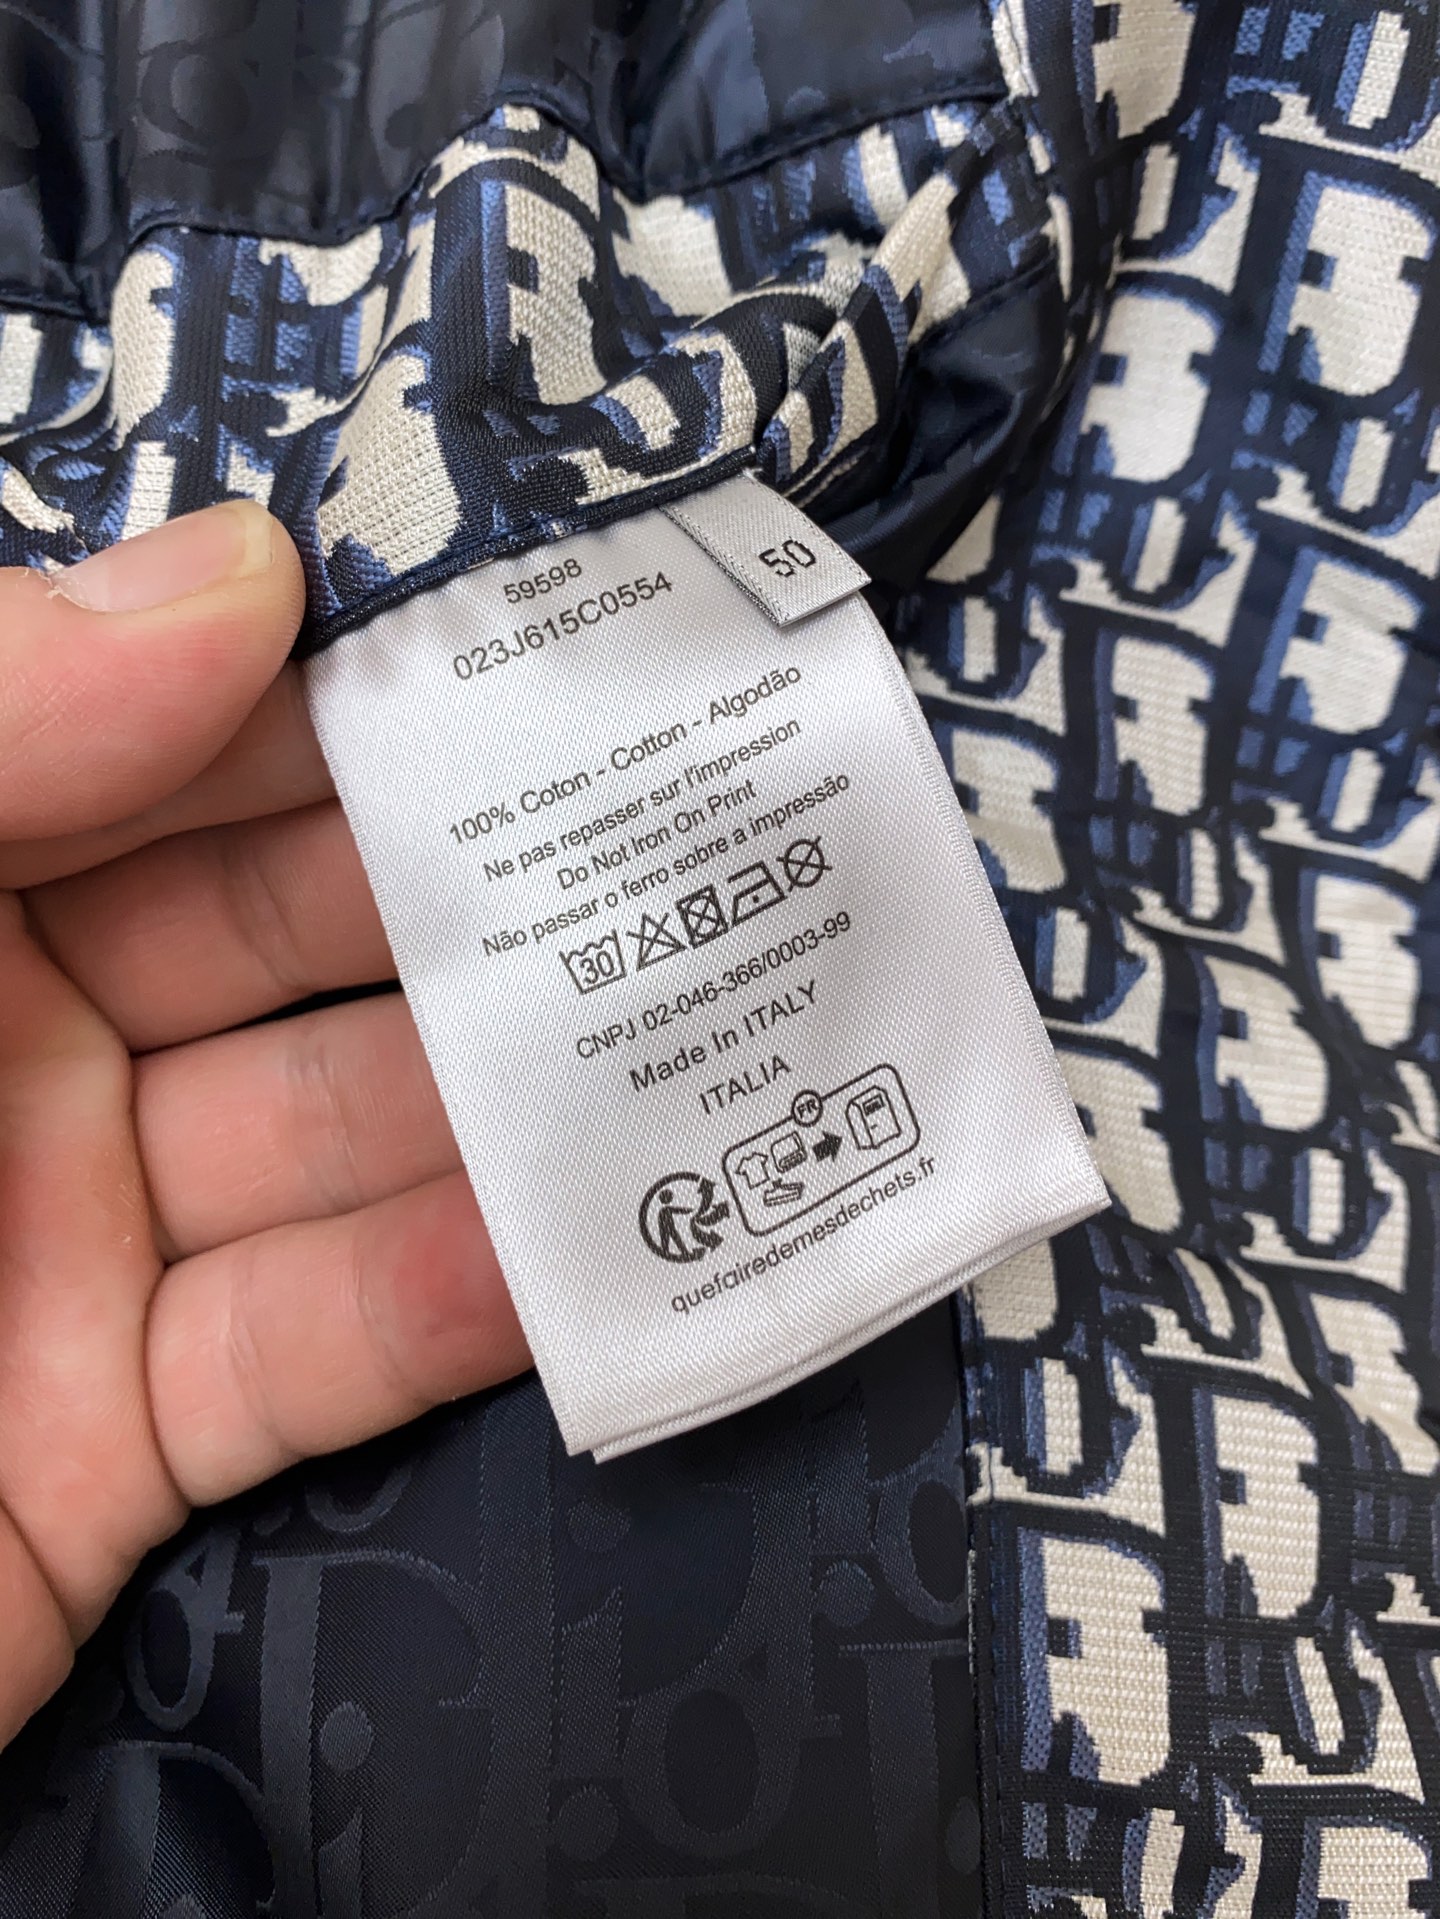 50
59598
023J615C0554
100% Coton - Cotton - Algodão
Ne pas repasser sur l'impression
Do Not Iron On Print
Não passar o ferro sobre a impressão
30
CNPJ 02-046-366/0003-99
Made In ITALY
ITALIA
FR
quefairedemesdechets.fr